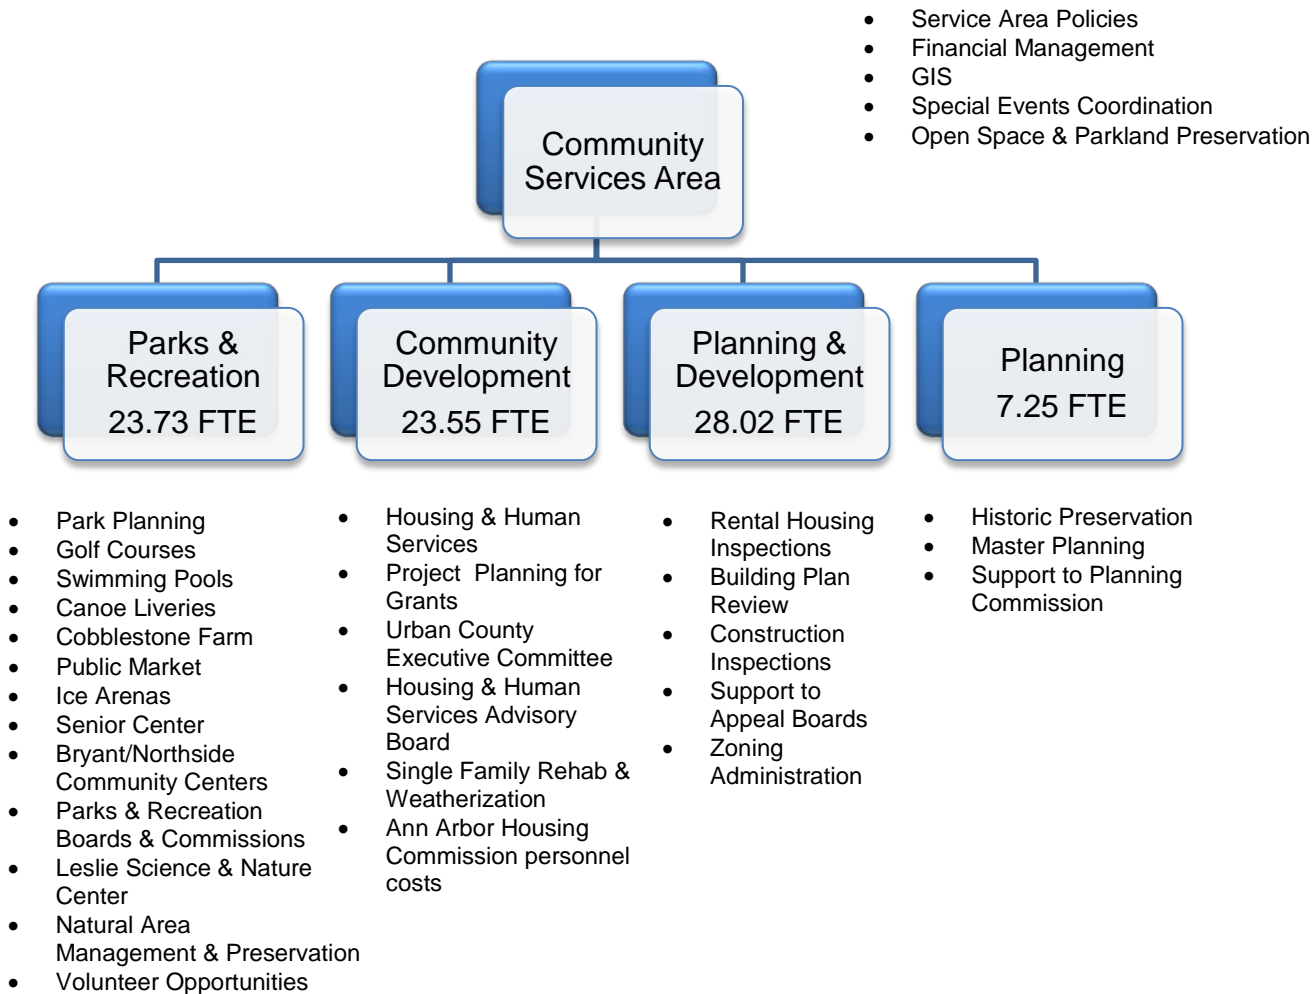 • Service Area Policies
• Financial Management
• GIS
• Special Events Coordination
• Open Space & Parkland Preservation
Community
Services Area
Parks &
Recreation
23.73 FTE
Community
Development
23.55 FTE
Planning &
Development
28.02 FTE
Planning
7.25 FTE
• Park Planning
• Golf Courses
• Swimming Pools
• Canoe Liveries
• Cobblestone Farm
• Public Market
• Ice Arenas
• Senior Center
• Bryant/Northside
Community Centers
• Parks & Recreation
Boards & Commissions
• Leslie Science & Nature
Center
• Natural Area
Management & Preservation
• Volunteer Opportunities
• Housing & Human
Services
• Project Planning for
Grants
• Urban County
Executive Committee
• Housing & Human
Services Advisory
Board
• Single Family Rehab &
Weatherization
• Ann Arbor Housing
Commission personnel
costs
• Rental Housing
Inspections
• Building Plan
Review
• Construction
Inspections
• Support to
Appeal Boards
• Zoning
Administration
• Historic Preservation
• Master Planning
• Support to Planning
Commission